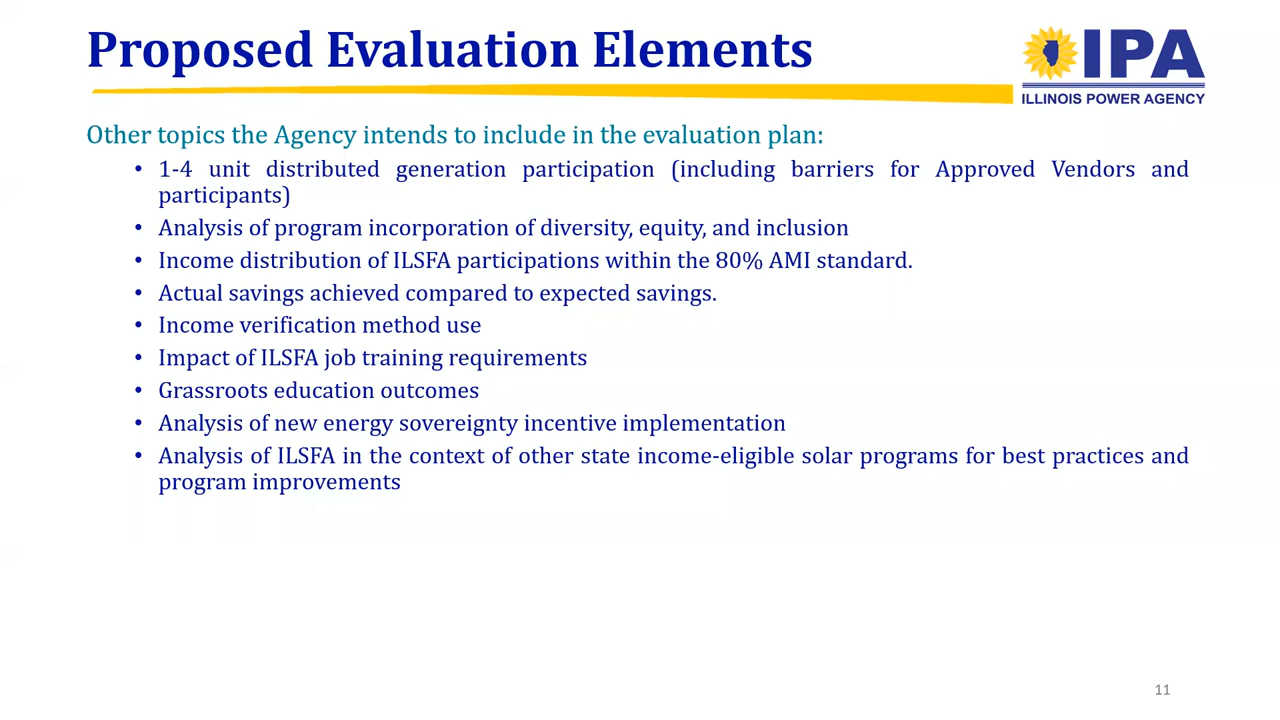 Proposed Evaluation Elements
IPA
ILLINOIS POWER AGENCY
Other topics the Agency intends to include in the evaluation plan:
• 1-4 unit distributed generation participation (including barriers for Approved Vendors and
participants)
• Analysis of program incorporation of diversity, equity, and inclusion
• Income distribution of ILSFA participations within the 80% AMI standard.
• Actual savings achieved compared to expected savings.
• Income verification method use
• Impact of ILSFA job training requirements
• Grassroots education outcomes
• Analysis of new energy sovereignty incentive implementation
• Analysis of ILSFA in the context of other state income-eligible solar programs for best practices and
program improvements
11